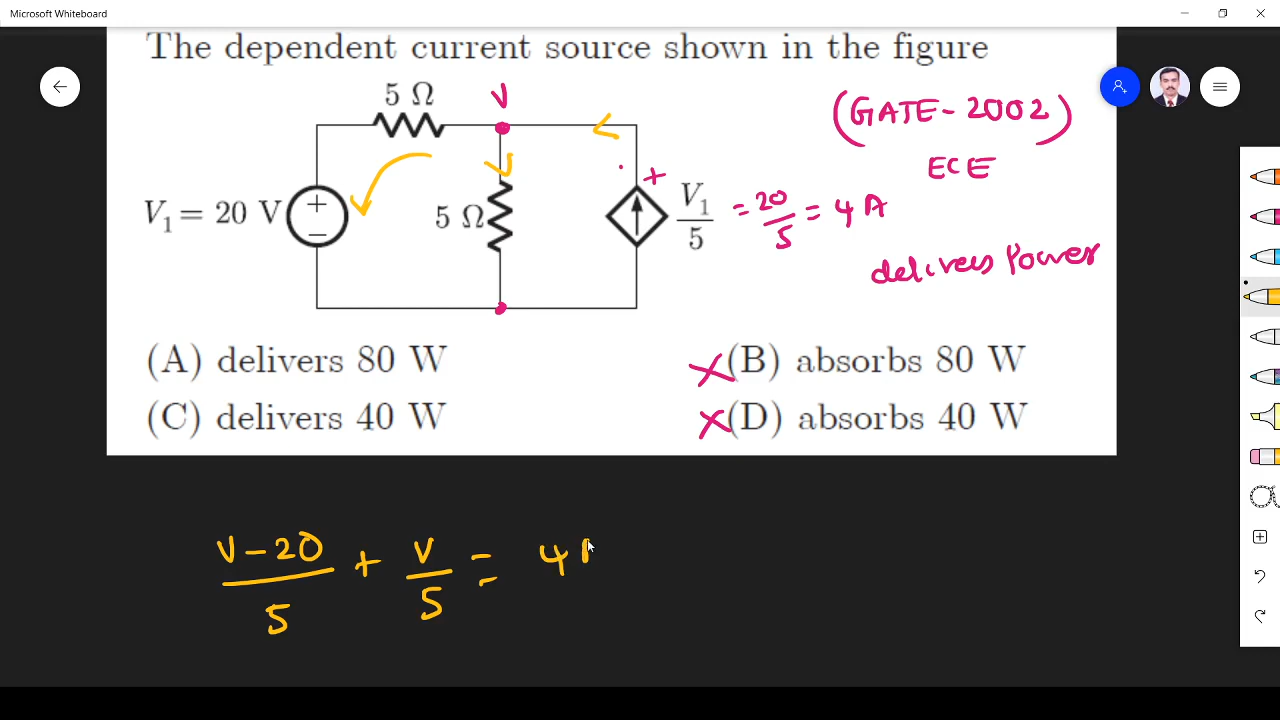 Microsoft Whiteboard
The dependent current source shown in the figure
5 Ω
V
(GATE-2002)
ECE
V₁ = 20 V
+
−
5 Ω
+
V₁/5 = 20/5 = 4 A
delivers Power
(A) delivers 80 W
(B) absorbs 80 W
(C) delivers 40 W
(D) absorbs 40 W
(V−20)/5 + V/5 = 4